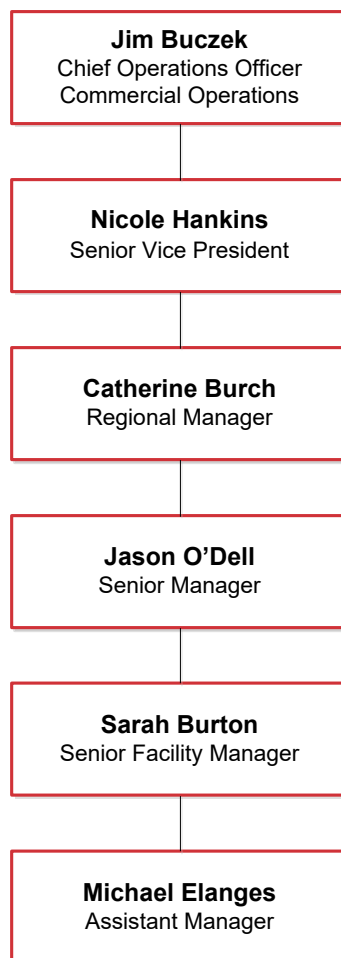 Jim Buczek
Chief Operations Officer
Commercial Operations
Nicole Hankins
Senior Vice President
Catherine Burch
Regional Manager
Jason O’Dell
Senior Manager
Sarah Burton
Senior Facility Manager
Michael Elanges
Assistant Manager